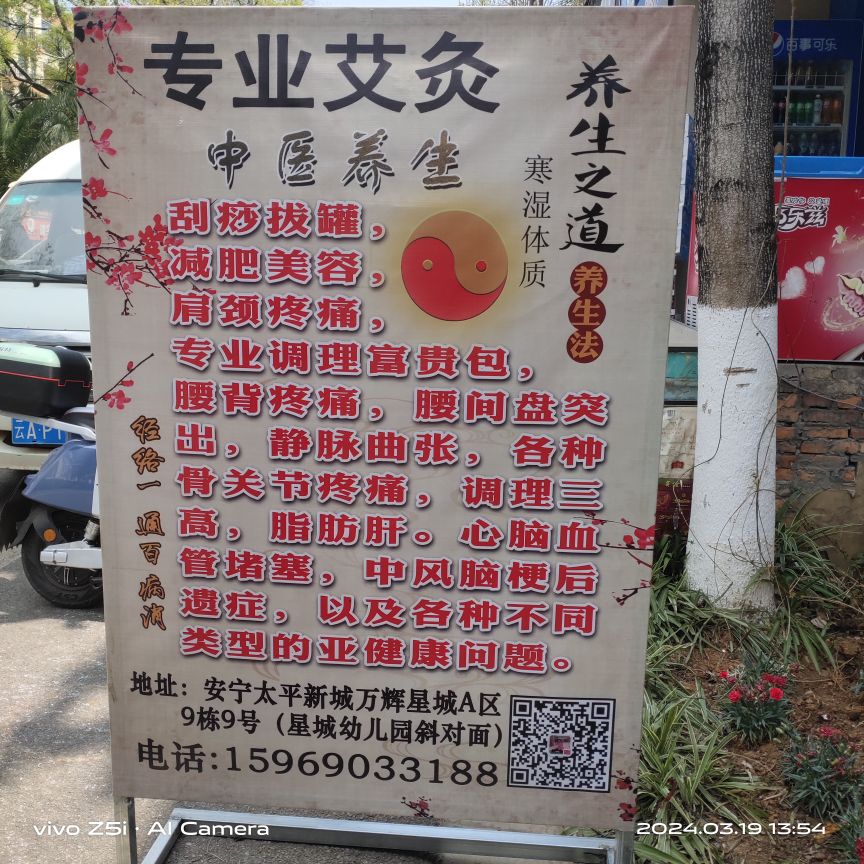 专业艾灸
中医养生
养生之道
养生法
寒湿体质
刮痧拔罐，
减肥美容，
肩颈疼痛，
专业调理富贵包，
腰背疼痛，腰间盘突
出，静脉曲张，各种
骨关节疼痛，调理三
高，脂肪肝。心脑血
管堵塞，中风脑梗后
遗症，以及各种不同
类型的亚健康问题。
经络一通百病消
地址：安宁太平新城万辉星城A区
9栋9号（星城幼儿园斜对面）
电话:15969033188
百事可乐
云A·P
vivo Z5i · AI Camera
2024.03.19 13:54